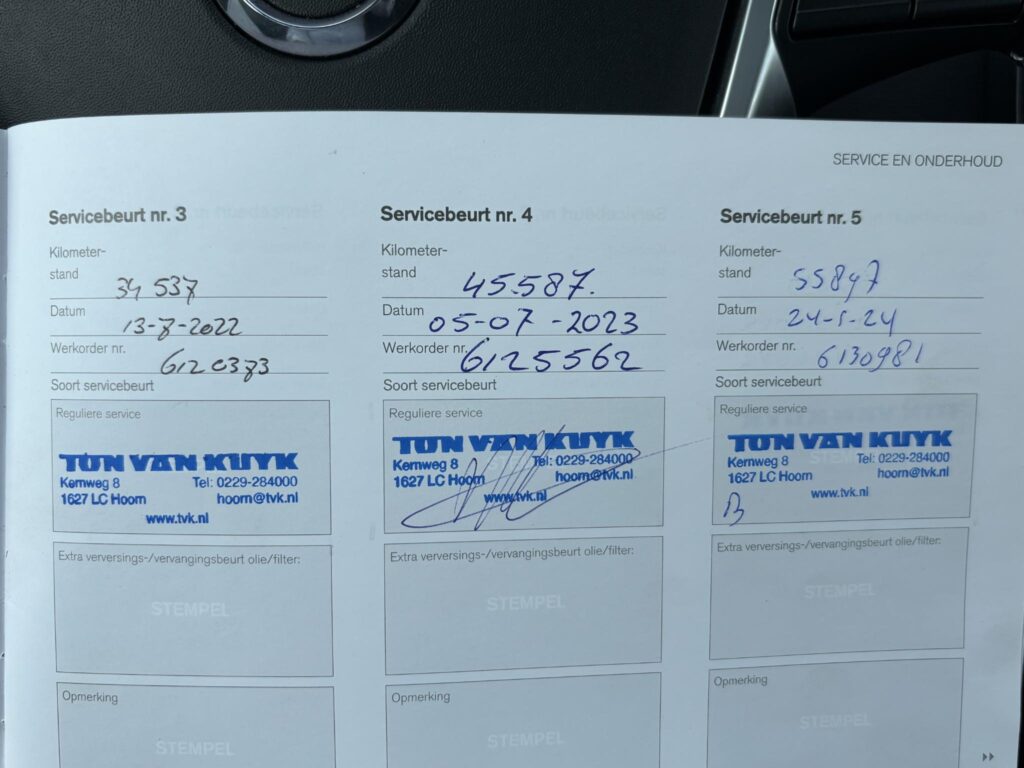 SERVICE EN ONDERHOUD
Servicebeurt nr. 3
Kilometer-
stand 34 537
Datum 13-7-2022
Werkorder nr. 6120373
Soort servicebeurt
Reguliere service
TON VAN KUYK
Kernweg 8 Tel: 0229-284000
1627 LC Hoorn hoorn@tvk.nl
www.tvk.nl
Extra verversings-/vervangingsbeurt olie/filter:
STEMPEL
Opmerking
STEMPEL
Servicebeurt nr. 4
Kilometer-
stand 45.587.
Datum 05-07-2023
Werkorder nr. 6125562
Soort servicebeurt
Reguliere service
TON VAN KUYK
Kernweg 8 Tel: 0229-284000
1627 LC Hoorn hoorn@tvk.nl
www.tvk.nl
Extra verversings-/vervangingsbeurt olie/filter:
STEMPEL
Opmerking
STEMPEL
Servicebeurt nr. 5
Kilometer-
stand 55847
Datum 24-5-24
Werkorder nr. 6130981
Soort servicebeurt
Reguliere service
TON VAN KUYK
Kernweg 8 Tel: 0229-284000
1627 LC Hoorn hoorn@tvk.nl
www.tvk.nl
Extra verversings-/vervangingsbeurt olie/filter:
STEMPEL
Opmerking
STEMPEL